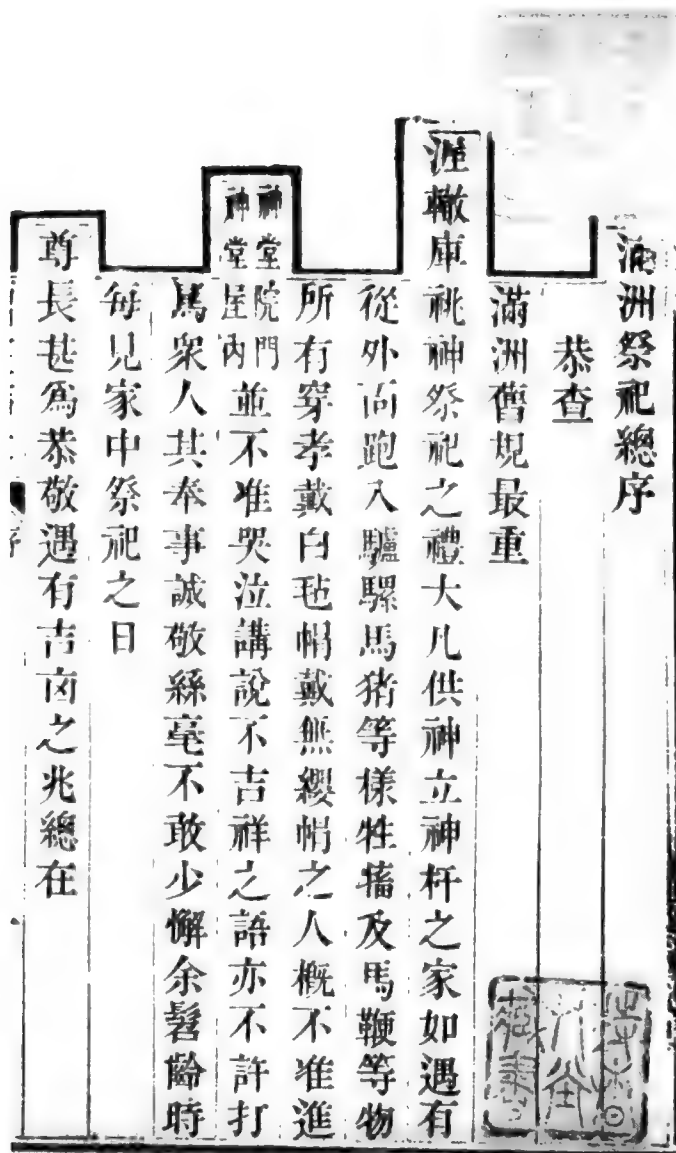 滿洲祭祀總序
恭查
滿洲舊規最重
渥轍庫祧神祭祀之禮大凡供神立神杆之家如遇有
從外面跑入驢騾馬猪等樣牲畜及馬鞭等物
所有穿孝戴白毡帽戴無纓帽之人槪不准進
神堂院門
神堂屋內並不准哭泣講說不吉祥之語亦不許打
罵衆人其奉事誠敬絲毫不敢少懈余髫齡時
每見家中祭祀之日
尊長甚爲恭敬遇有吉凶之兆總在
序